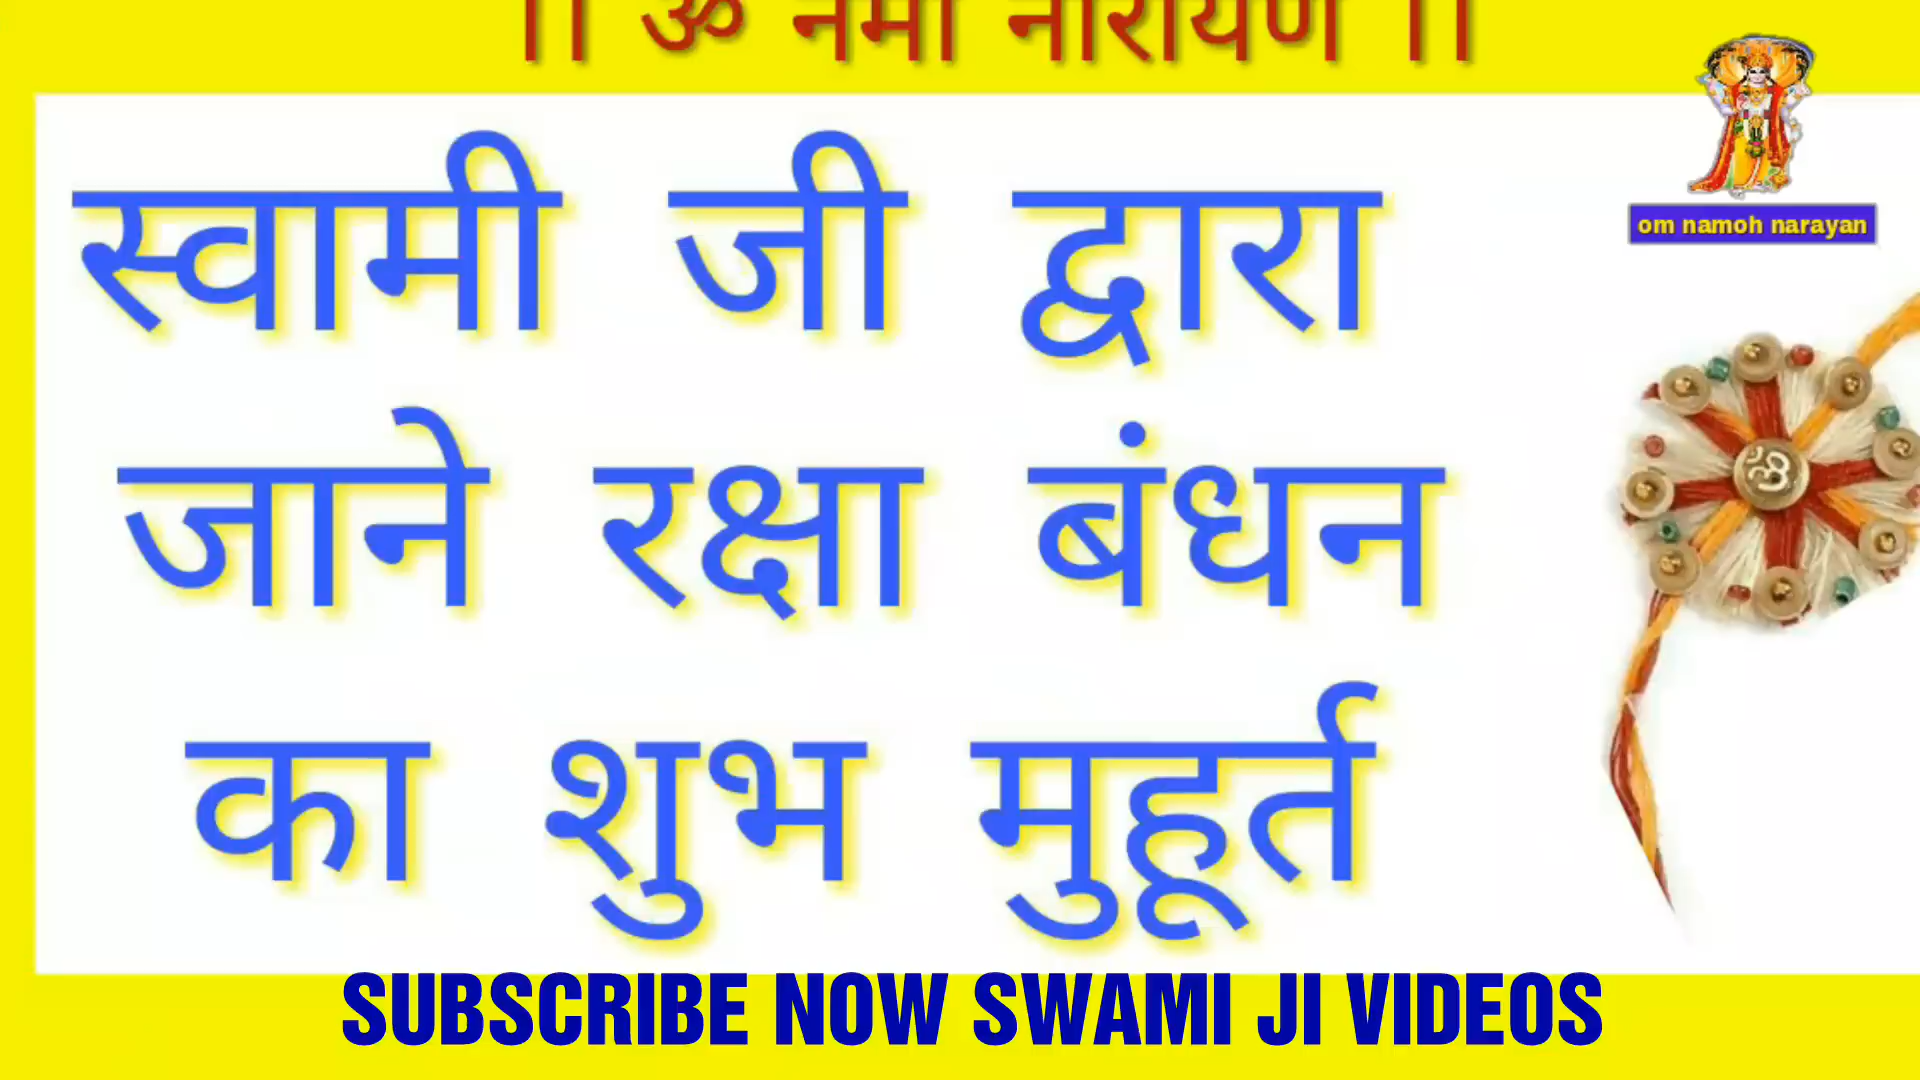 ।। ॐ नमो नारायण ।।
om namoh narayan
स्वामी जी द्वारा
जाने रक्षा बंधन
का शुभ मुहूर्त
SUBSCRIBE NOW SWAMI JI VIDEOS